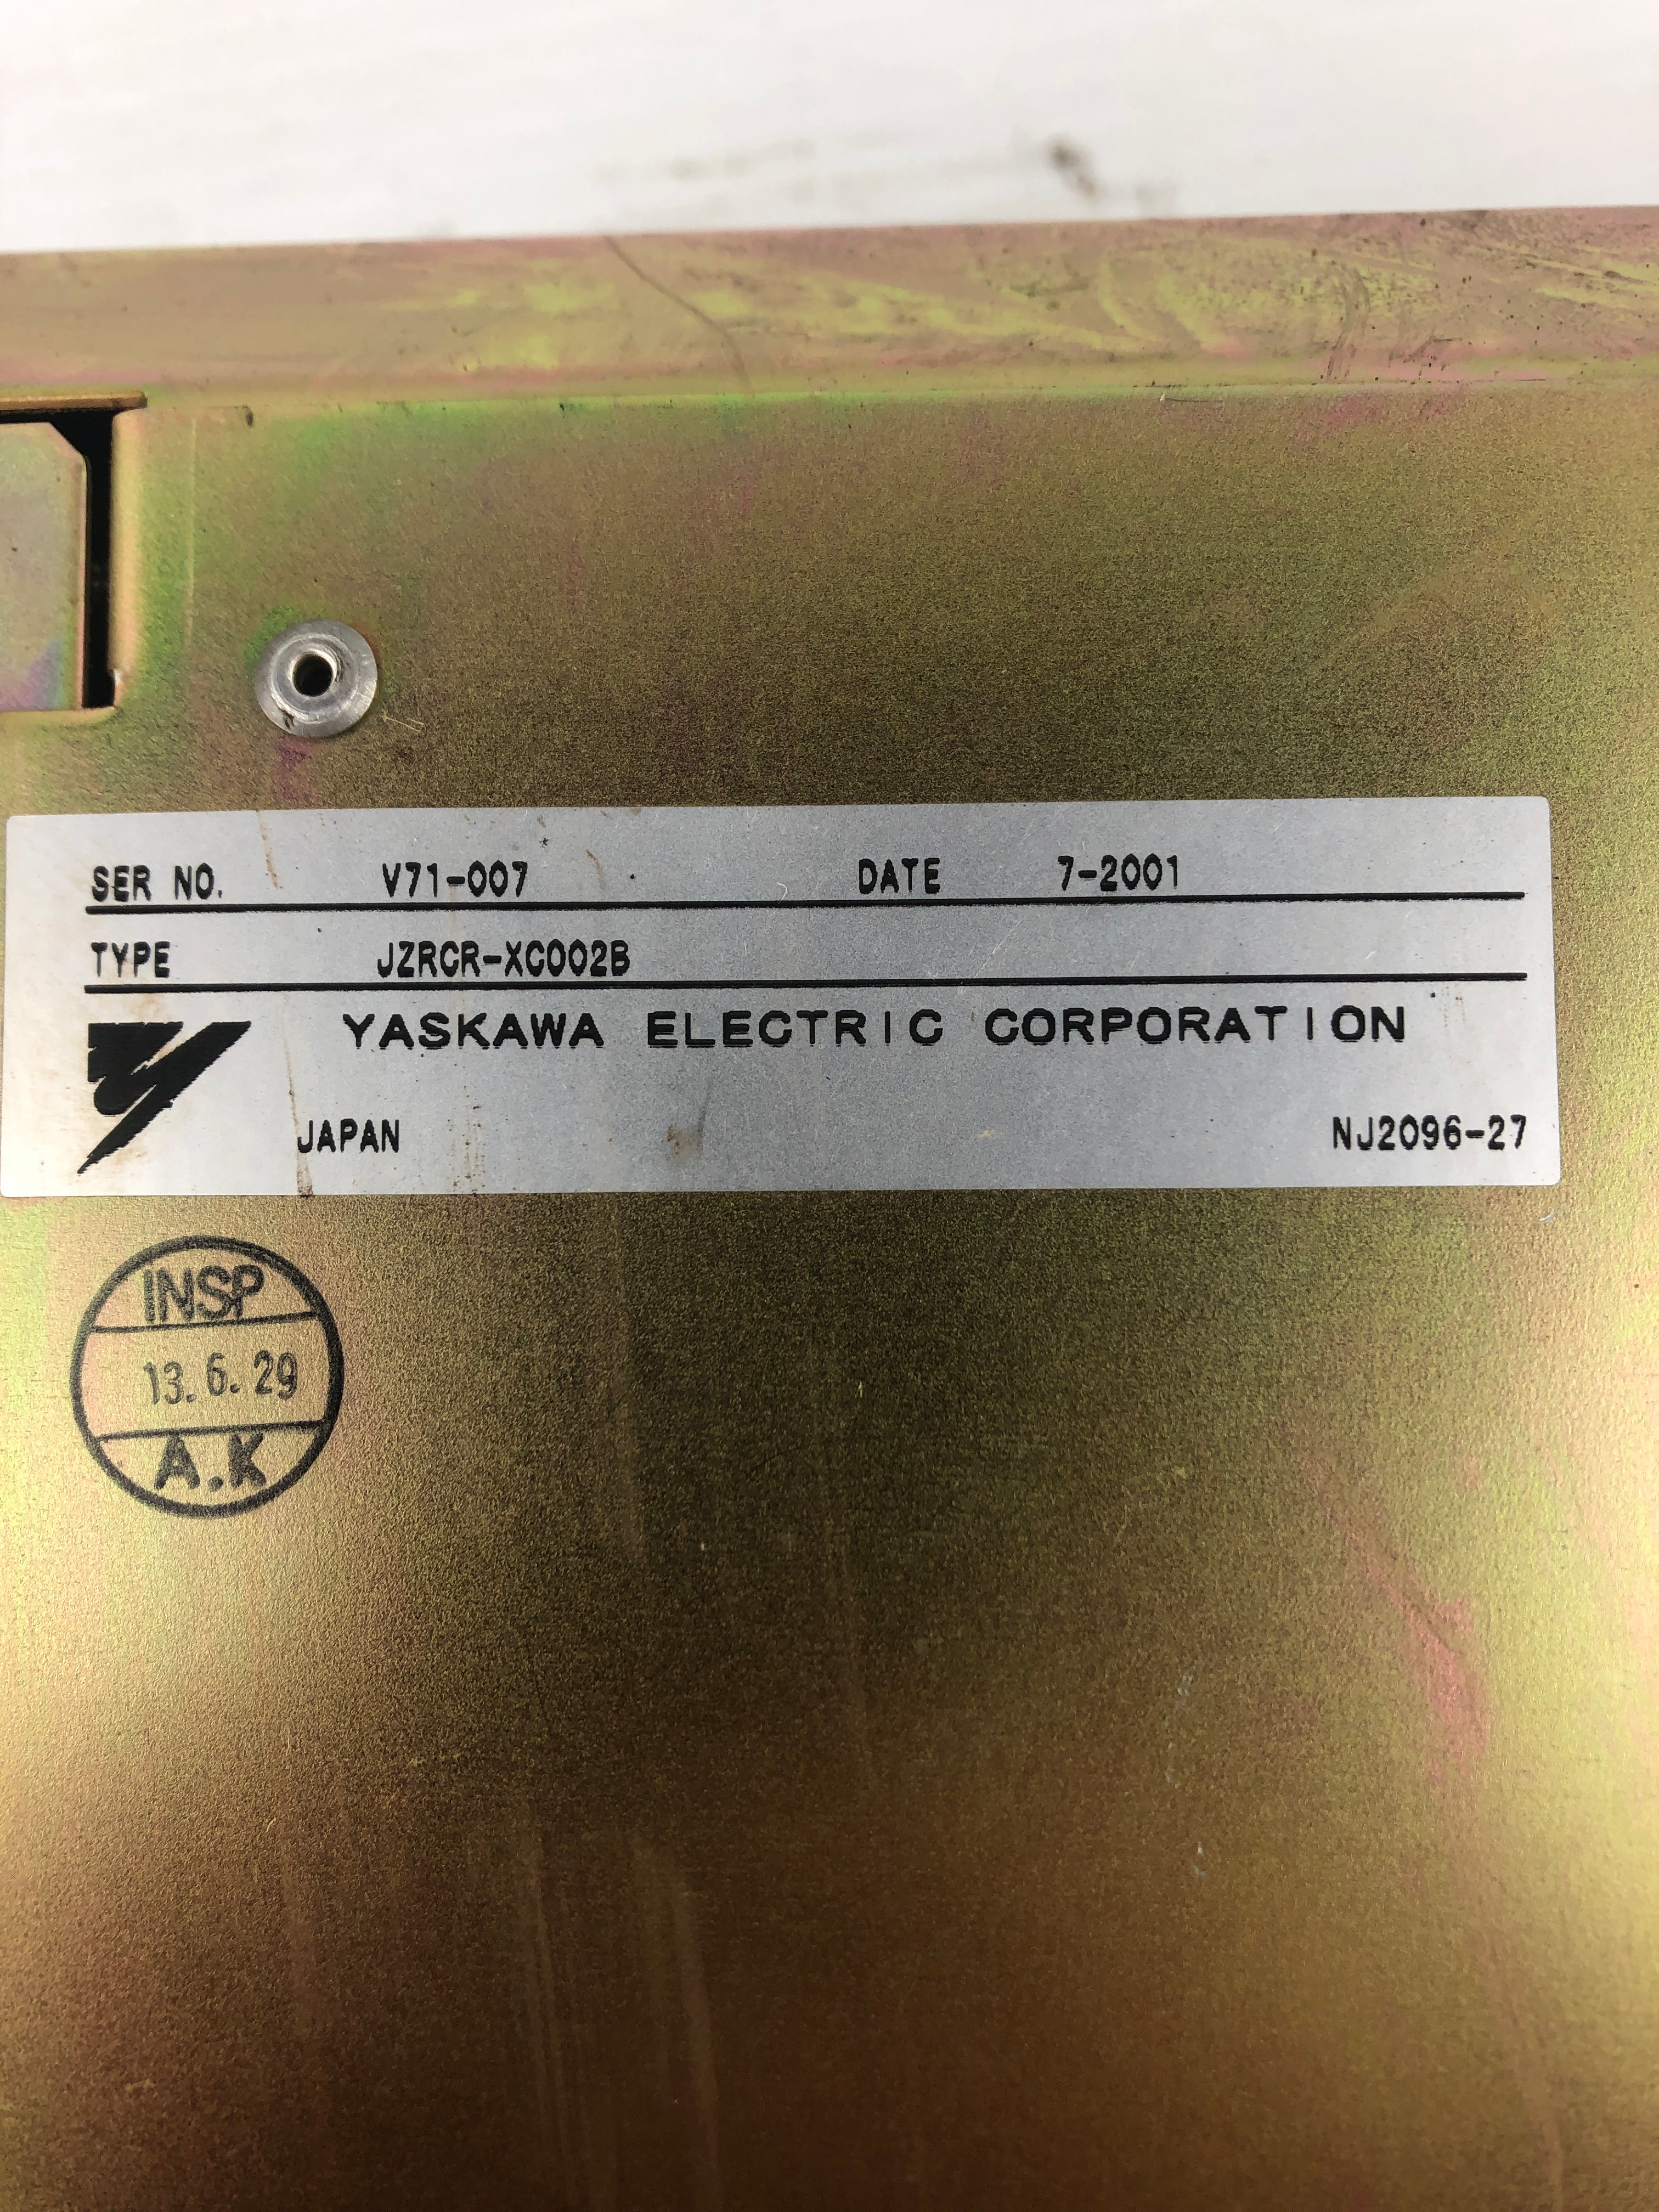 SER NO. V71-007 DATE 7-2001
TYPE JZRCR-XC002B
YASKAWA ELECTRIC CORPORATION
JAPAN NJ2096-27
INSP
13.6.29
A.K